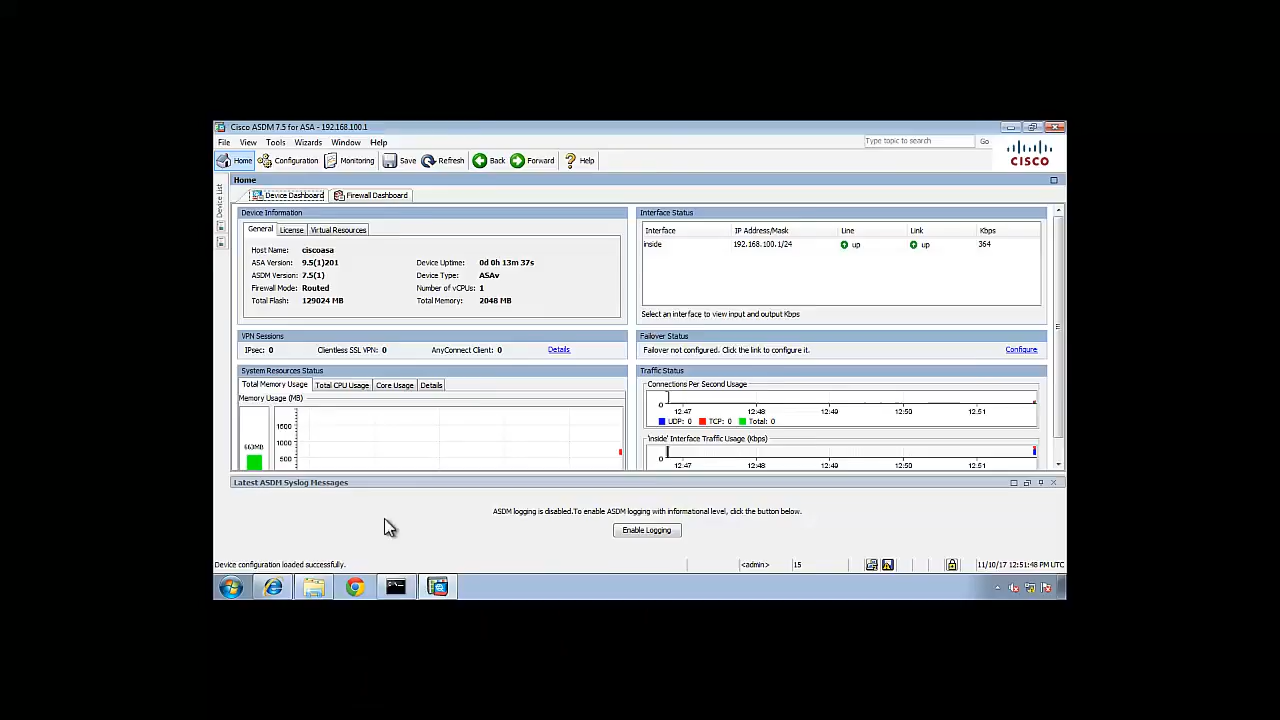 Cisco ASDM 7.5 for ASA - 192.168.100.1
File View Tools Wizards Window Help
Type topic to search Go
Home Configuration Monitoring Save Refresh Back Forward Help
CISCO
Device List
Home
Device Dashboard Firewall Dashboard
Device Information
General License Virtual Resources
Host Name: ciscoasa
ASA Version: 9.5(1)201 Device Uptime: 0d 0h 13m 37s
ASDM Version: 7.5(1) Device Type: ASAv
Firewall Mode: Routed Number of vCPUs: 1
Total Flash: 129024 MB Total Memory: 2048 MB
Interface Status
Interface IP Address/Mask Line Link Kbps
inside 192.168.100.1/24 up up 364
Select an interface to view input and output Kbps
VPN Sessions
IPsec: 0 Clientless SSL VPN: 0 AnyConnect Client: 0 Details
Failover Status
Failover not configured. Click the link to configure it. Configure
System Resources Status
Total Memory Usage Total CPU Usage Core Usage Details
Memory Usage (MB)
1500
1000
500
663MB
Traffic Status
Connections Per Second Usage
0
12:47 12:48 12:49 12:50 12:51
UDP: 0 TCP: 0 Total: 0
'inside' Interface Traffic Usage (Kbps)
0
12:47 12:48 12:49 12:50 12:51
Latest ASDM Syslog Messages
ASDM logging is disabled.To enable ASDM logging with informational level, click the button below.
Enable Logging
Device configuration loaded successfully. <admin> 15 11/10/17 12:51:48 PM UTC